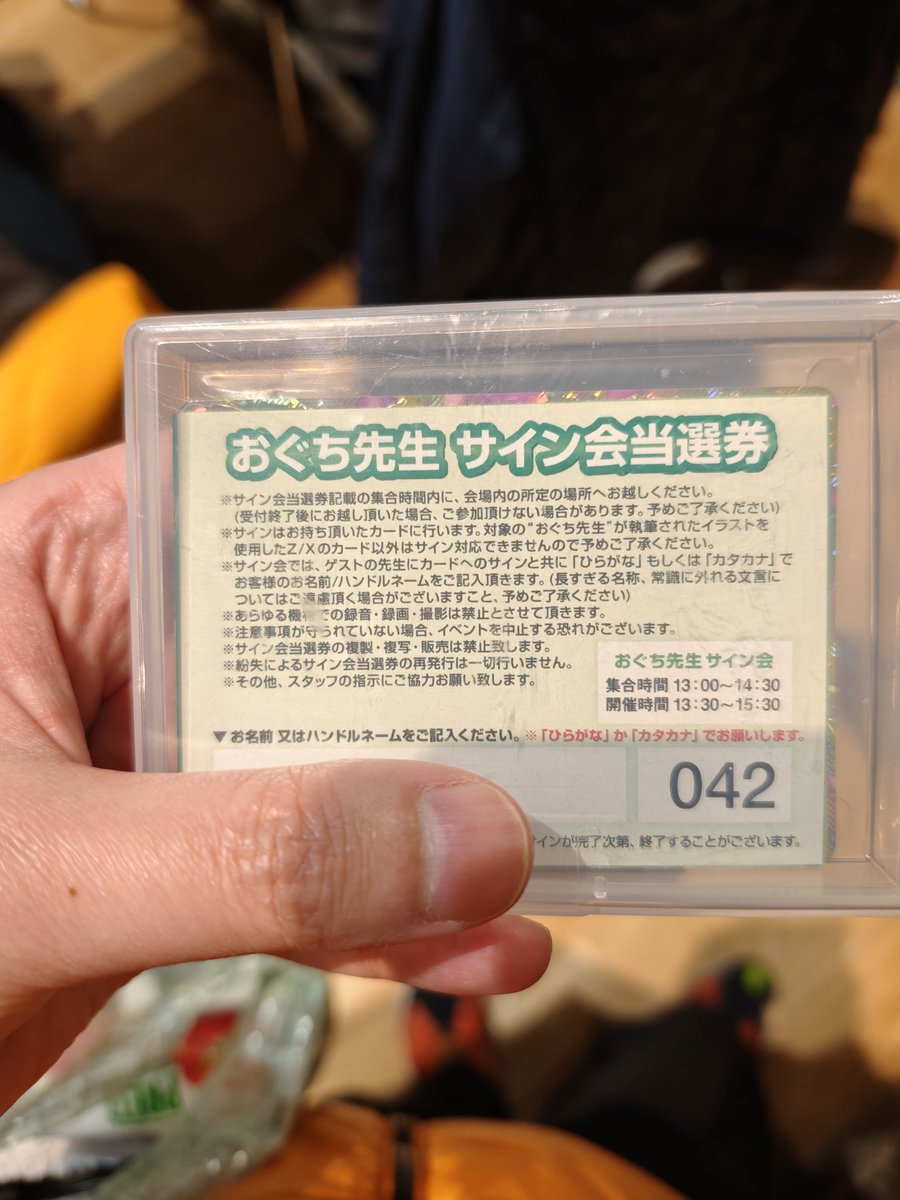 おぐち先生 サイン会当選券
※サイン会当選券記載の集合時間内に、会場内の所定の場所へお越しください。
(受付終了後にお越し頂いた場合、ご参加頂けない場合があります。予めご了承ください)
※サインはお持ち頂いたカードに行います。対象の“おぐち先生”が執筆されたイラストを
使用したZ/Xのカード以外はサイン対応できませんので予めご了承ください。
※サイン会では、ゲストの先生にカードへのサインと共に「ひらがな」もしくは「カタカナ」で
お客様のお名前/ハンドルネームをご記入頂きます。(長すぎる名称、常識に外れる文言に
ついてはご遠慮頂く場合がございますこと、予めご了承ください)
※あらゆる機材での録音・録画・撮影は禁止とさせて頂きます。
※注意事項が守られていない場合、イベントを中止する恐れがございます。
※サイン会当選券の複製・複写・販売は禁止致します。
※紛失によるサイン会当選券の再発行は一切行いません。
※その他、スタッフの指示にご協力お願い致します。
おぐち先生 サイン会
集合時間 13:00〜14:30
開催時間 13:30〜15:30
▼お名前 又はハンドルネームをご記入ください。※「ひらがな」か「カタカナ」でお願いします。
042
インが完了次第、終了することがございます。